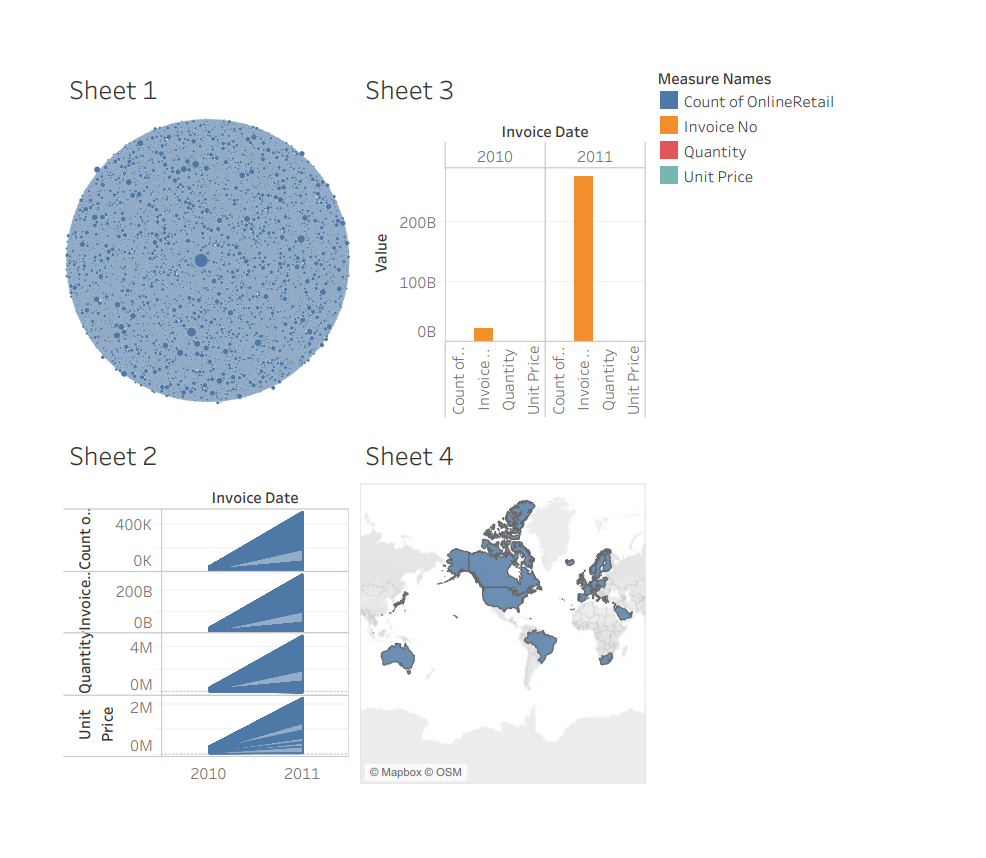 Sheet 1
Sheet 3
Measure Names
Count of OnlineRetail
Invoice No
Quantity
Unit Price
Invoice Date
2010 2011
Value
200B
100B
0B
Count of.. Invoice .. Quantity Unit Price Count of.. Invoice .. Quantity Unit Price
Sheet 2
Invoice Date
Count o..
400K
0K
Invoice..
200B
0B
Quantity
4M
0M
Unit
Price
2M
0M
2010 2011
Sheet 4
© Mapbox © OSM